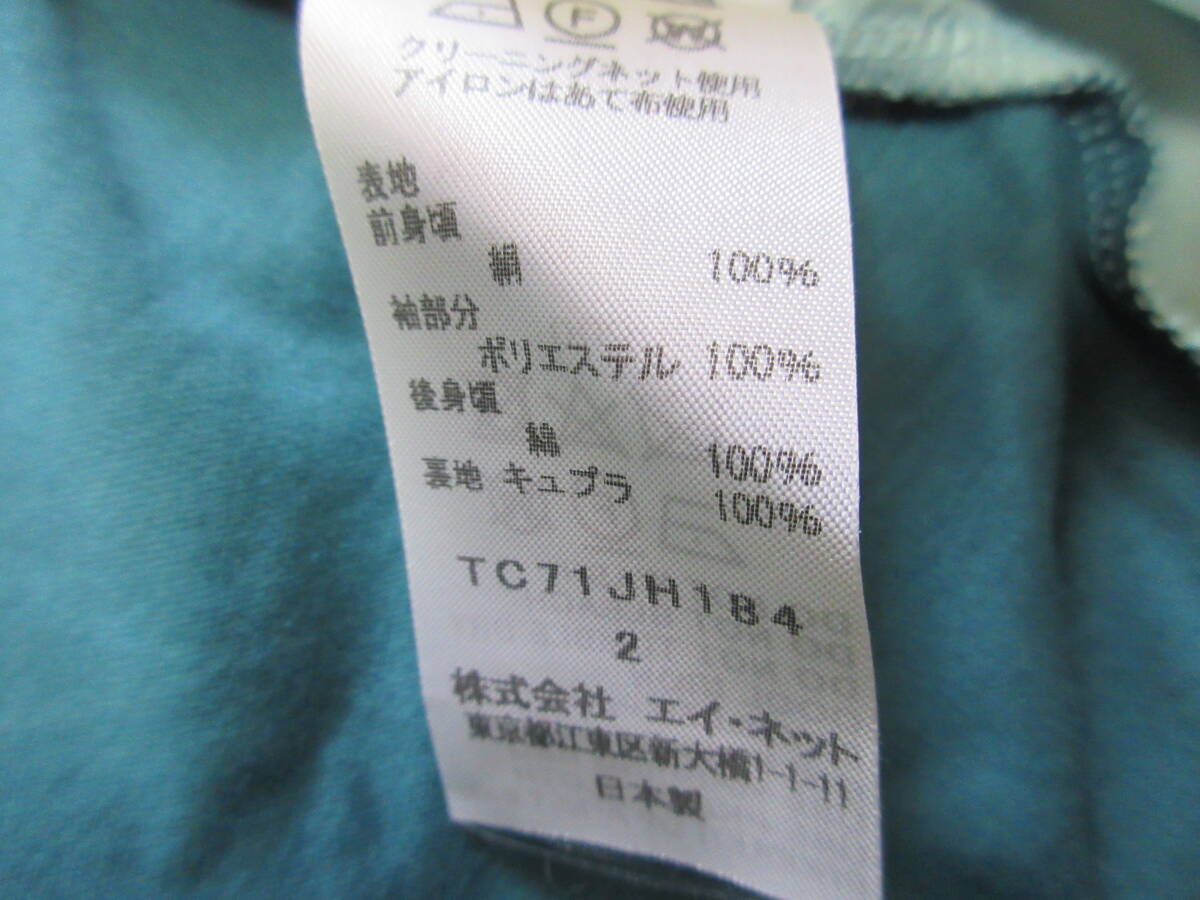 F
W
クリーニングネット使用
アイロンはあて布使用
表地
前身頃
絹 100%
袖部分
ポリエステル 100%
後身頃
綿 100%
裏地 キュプラ 100%
TC71JH184
2
株式会社 エイ・ネット
東京都江東区新大橋1-1-11
日本製